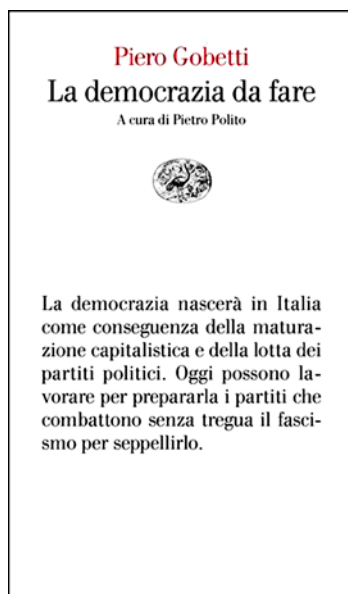 Piero Gobetti
La democrazia da fare
A cura di Pietro Polito
La democrazia nascerà in Italia
come conseguenza della matura-
zione capitalistica e della lotta dei
partiti politici. Oggi possono la-
vorare per prepararla i partiti che
combattono senza tregua il fasci-
smo per seppellirlo.